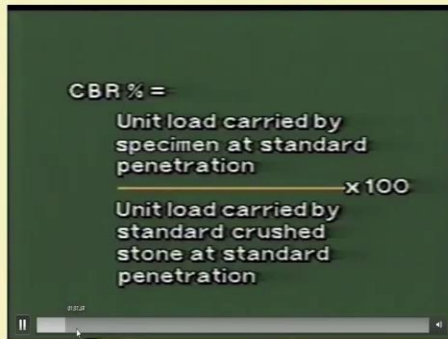 CBR % =
Unit load carried by
specimen at standard
penetration
x 100
Unit load carried by
standard crushed
stone at standard
penetration